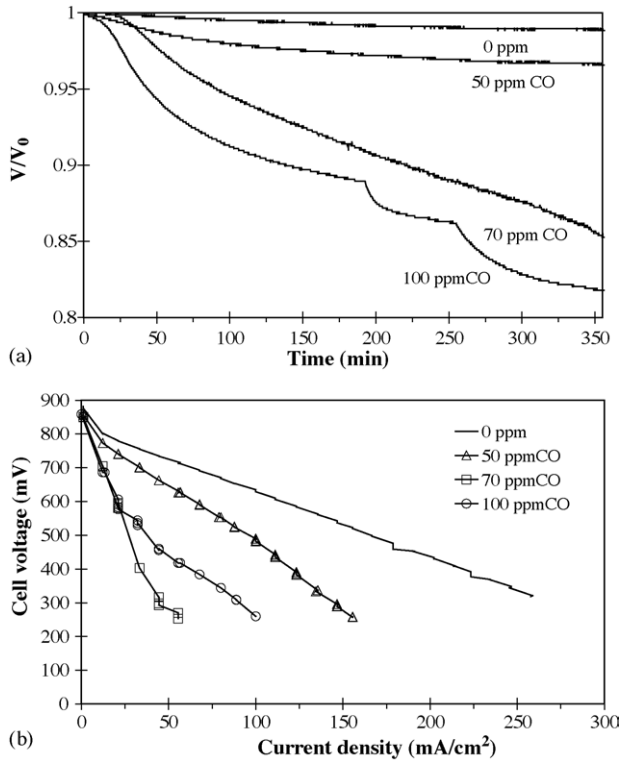 1
0.95
0.9
0.85
0.8
V/V0
0 ppm
50 ppm CO
70 ppm CO
100 ppmCO
0 50 100 150 200 250 300 350
Time (min)
(a)
900
800
700
600
500
400
300
200
100
0
Cell voltage (mV)
0 ppm
50 ppmCO
70 ppmCO
100 ppmCO
0 50 100 150 200 250 300
Current density (mA/cm²)
(b)